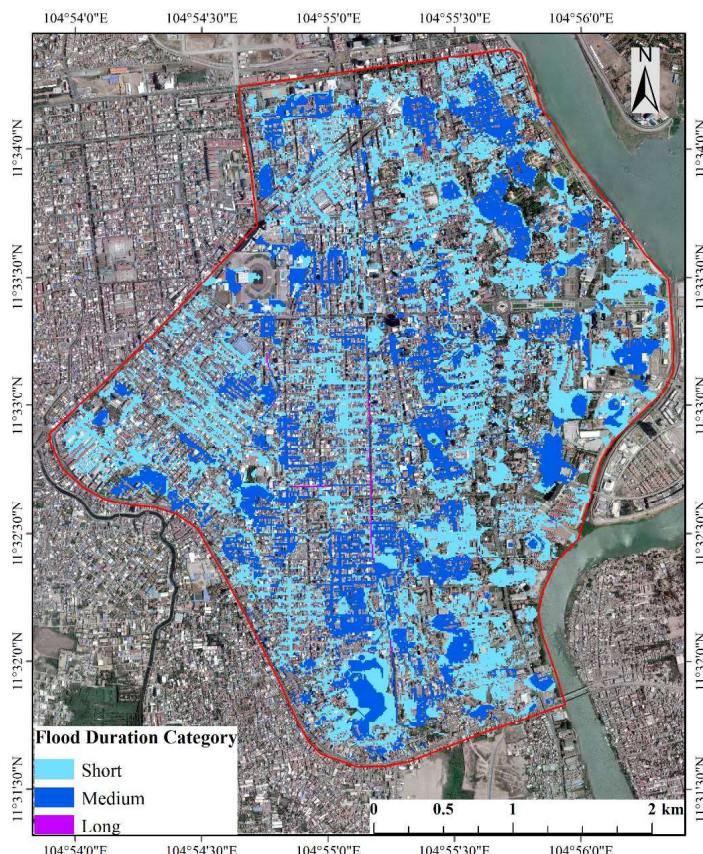 104°54'0"E 104°54'30"E 104°55'0"E 104°55'30"E 104°56'0"E
N
11°34'0"N 11°34'0"N
11°33'30"N 11°33'30"N
11°33'0"N 11°33'0"N
11°32'30"N 11°32'30"N
11°32'0"N 11°32'0"N
11°31'30"N 11°31'30"N
Flood Duration Category
Short
Medium
Long
0 0.5 1 2 km
104°54'0"E 104°54'30"E 104°55'0"E 104°55'30"E 104°56'0"E